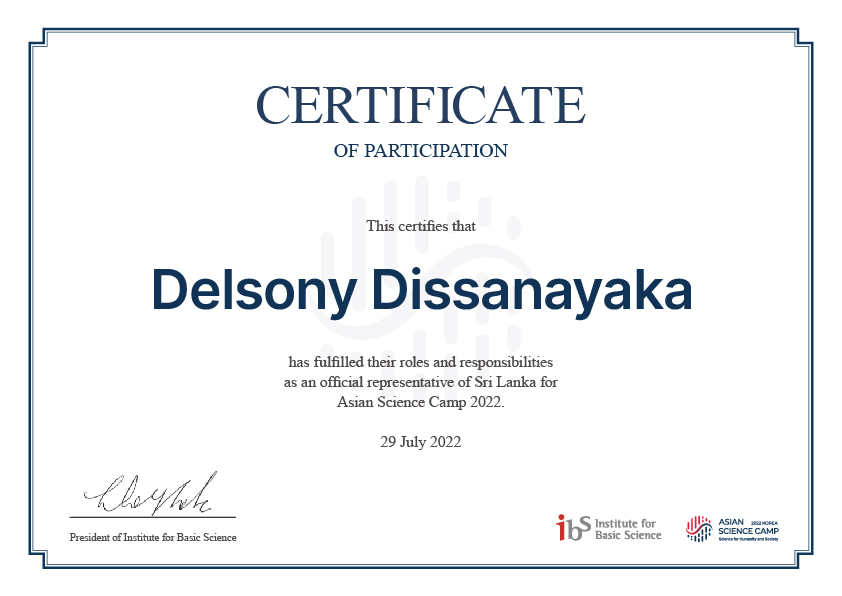 CERTIFICATE
OF PARTICIPATION
This certifies that
Delsony Dissanayaka
has fulfilled their roles and responsibilities
as an official representative of Sri Lanka for
Asian Science Camp 2022.
29 July 2022
President of Institute for Basic Science
ibs Institute for
Basic Science
ASIAN 2022 KOREA
SCIENCE CAMP
Science for Humanity and Society